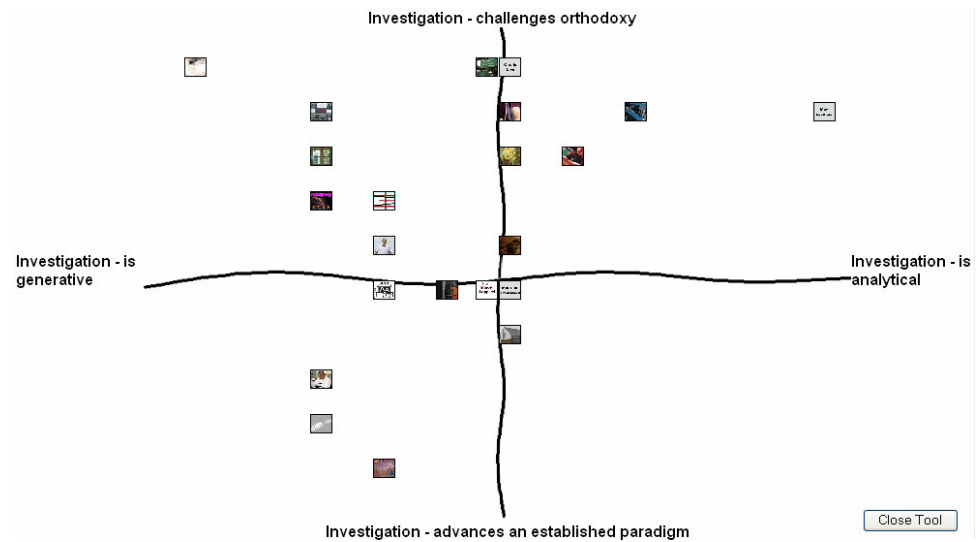 Investigation - challenges orthodoxy
Investigation - is
generative
Investigation - is
analytical
Investigation - advances an established paradigm
Close Tool